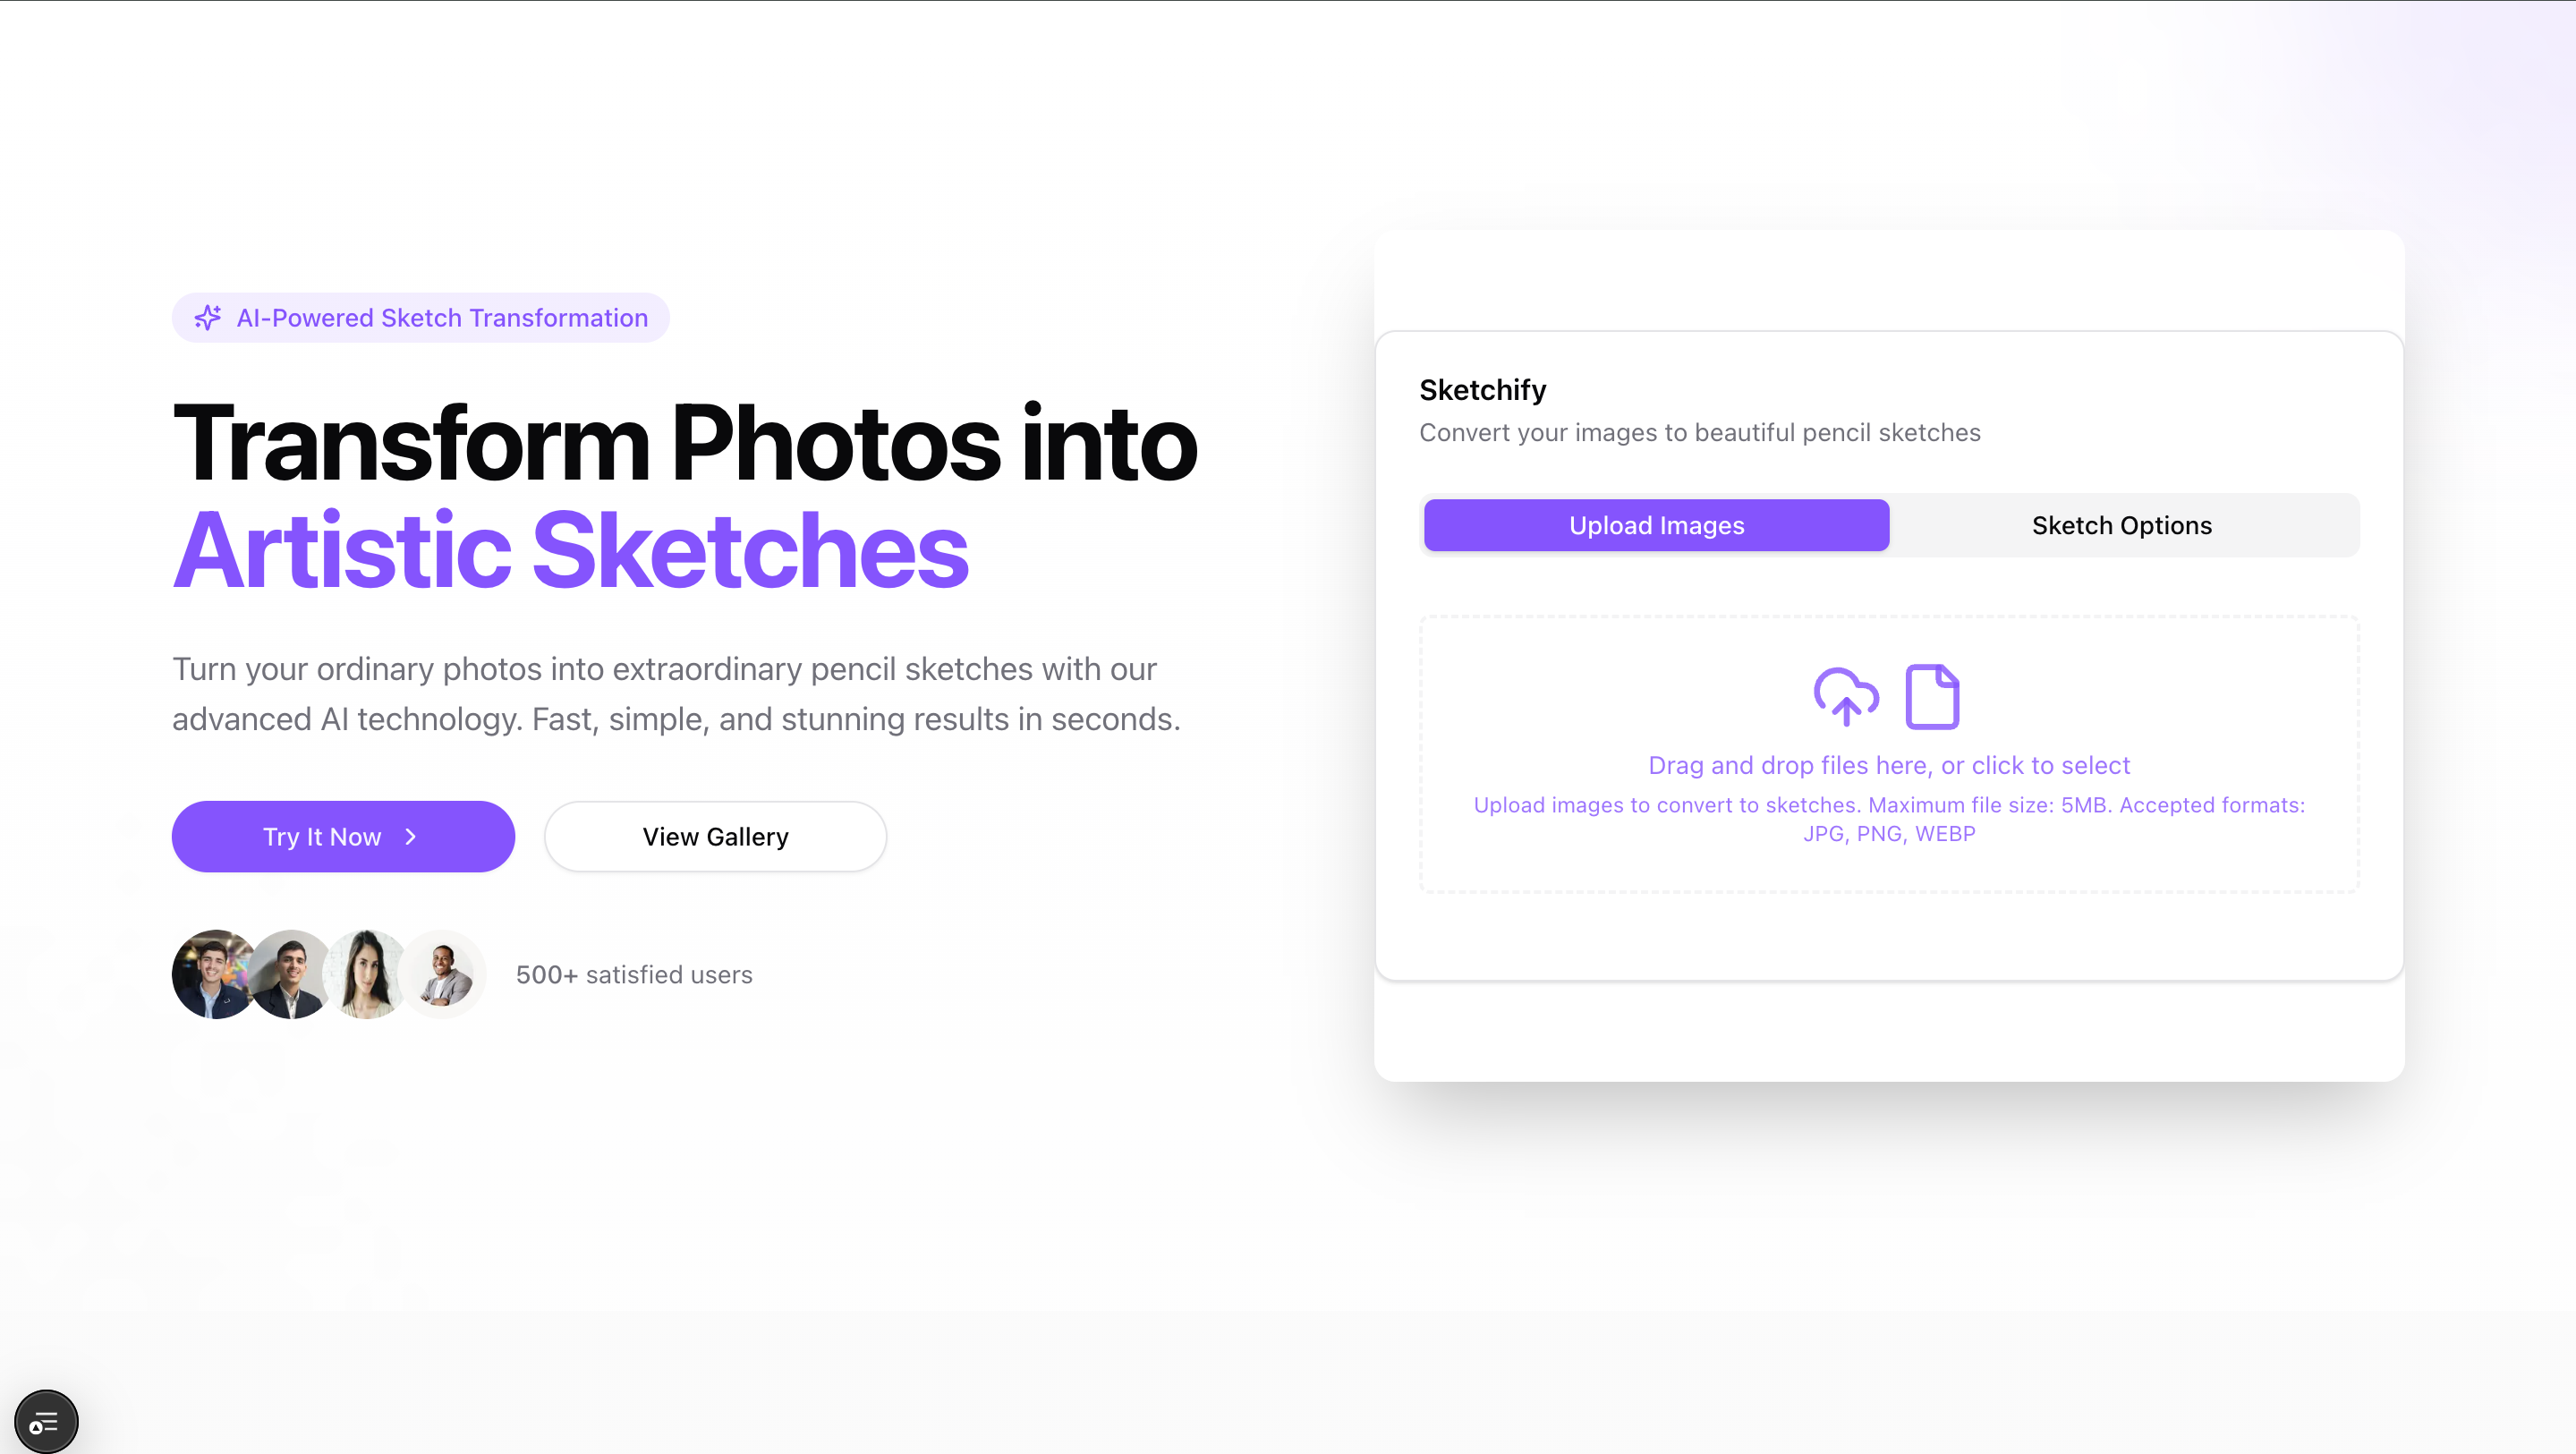 AI-Powered Sketch Transformation
Transform Photos into
Artistic Sketches
Turn your ordinary photos into extraordinary pencil sketches with our
advanced AI technology. Fast, simple, and stunning results in seconds.
Try It Now
View Gallery
500+ satisfied users
Sketchify
Convert your images to beautiful pencil sketches
Upload Images
Sketch Options
Drag and drop files here, or click to select
Upload images to convert to sketches. Maximum file size: 5MB. Accepted formats:
JPG, PNG, WEBP